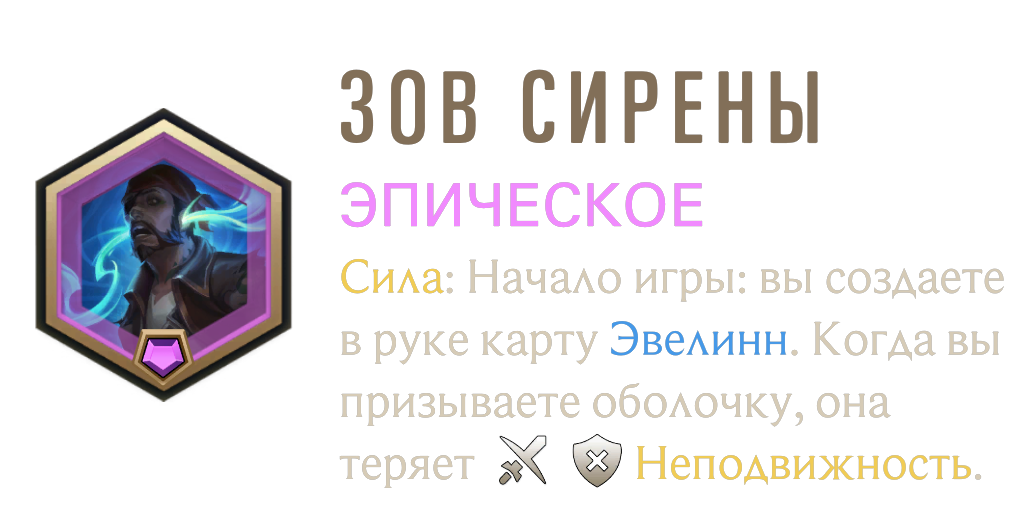 ЗОВ СИРЕНЫ
ЭПИЧЕСКОЕ
Сила: Начало игры: вы создаете
в руке карту Эвелинн. Когда вы
призываете оболочку, она
теряет Неподвижность.